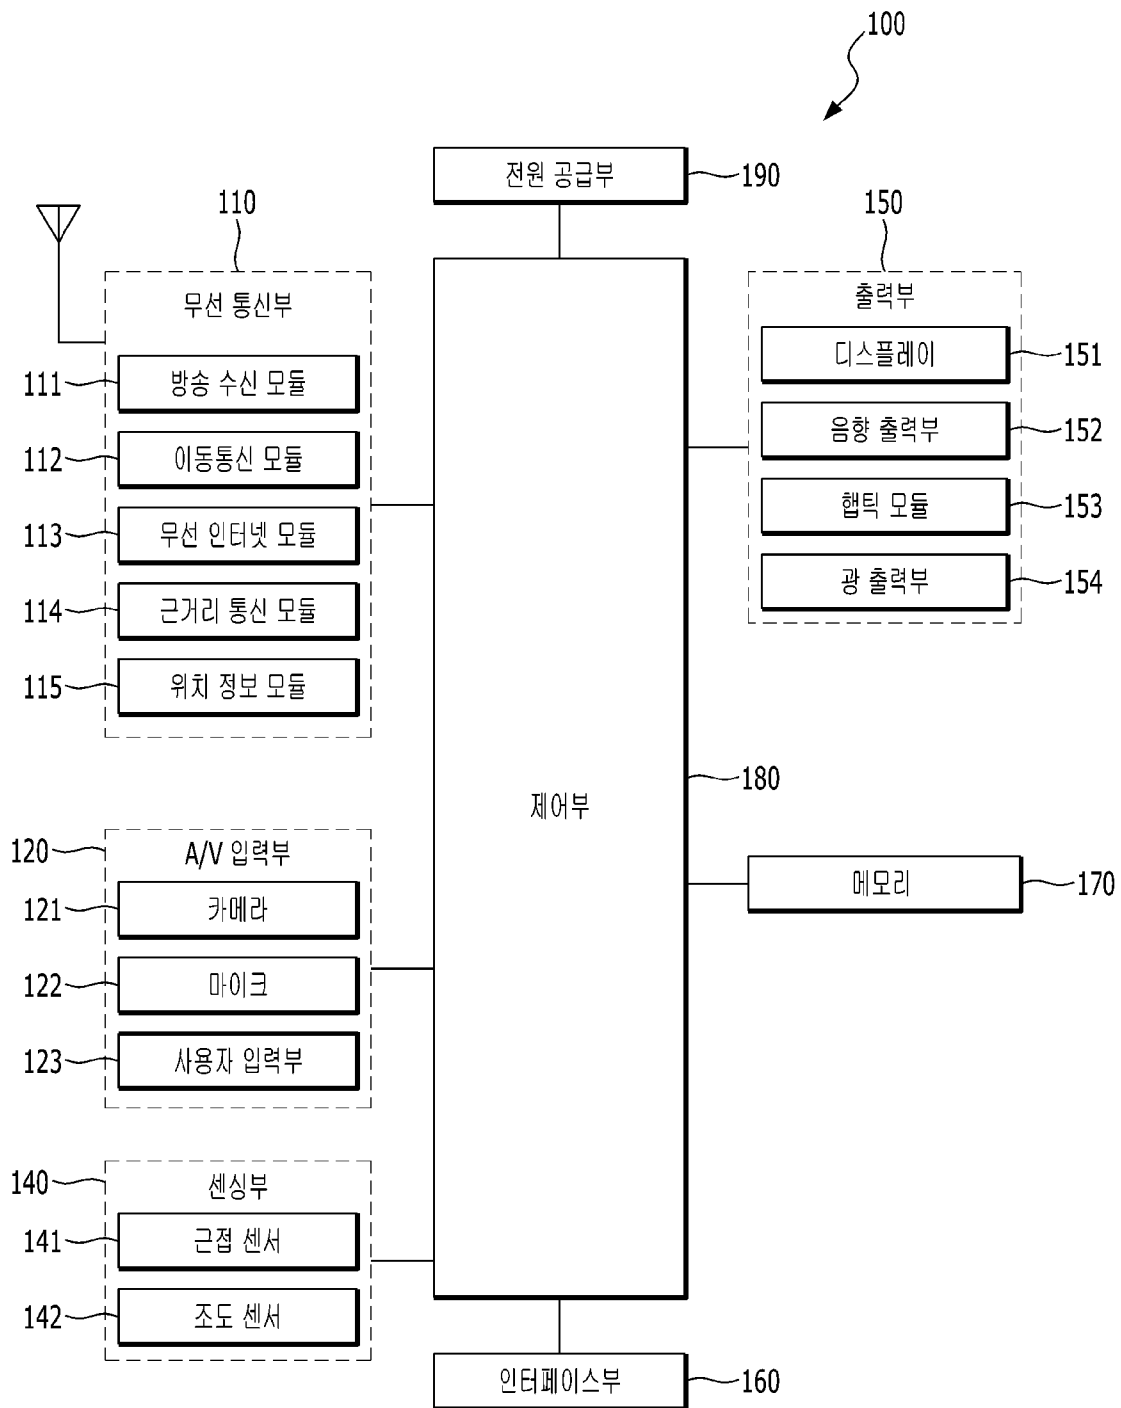 100
전원 공급부 190
110
무선 통신부
111 방송 수신 모듈
112 이동통신 모듈
113 무선 인터넷 모듈
114 근거리 통신 모듈
115 위치 정보 모듈
150
출력부
디스플레이 151
음향 출력부 152
햅틱 모듈 153
광 출력부 154
제어부 180
120 A/V 입력부
121 카메라
122 마이크
123 사용자 입력부
메모리 170
140 센싱부
141 근접 센서
142 조도 센서
인터페이스부 160